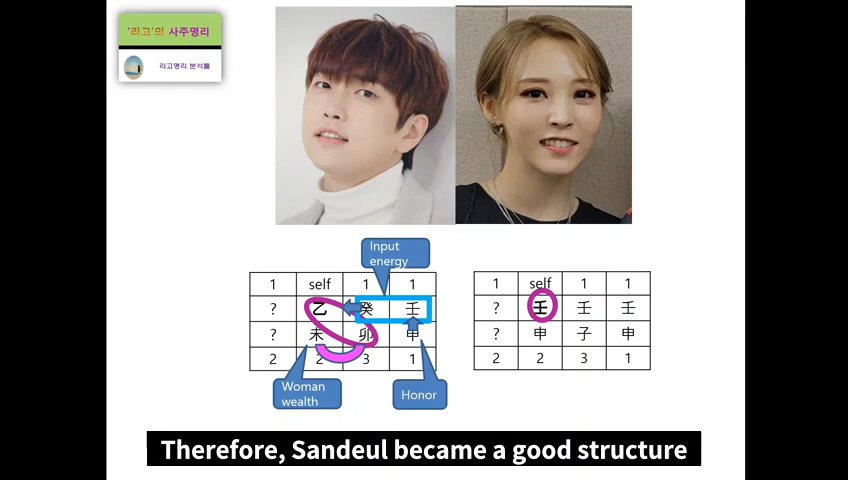 '리고'의 사주명리
리고명리 분석틀
Input
energy
1 self 1 1
? 乙 癸 壬
? 未 卯 申
2 2 3 1
Woman
wealth
Honor
1 self 1 1
? 壬 壬 壬
? 申 子 申
2 2 3 1
Therefore, Sandeul became a good structure